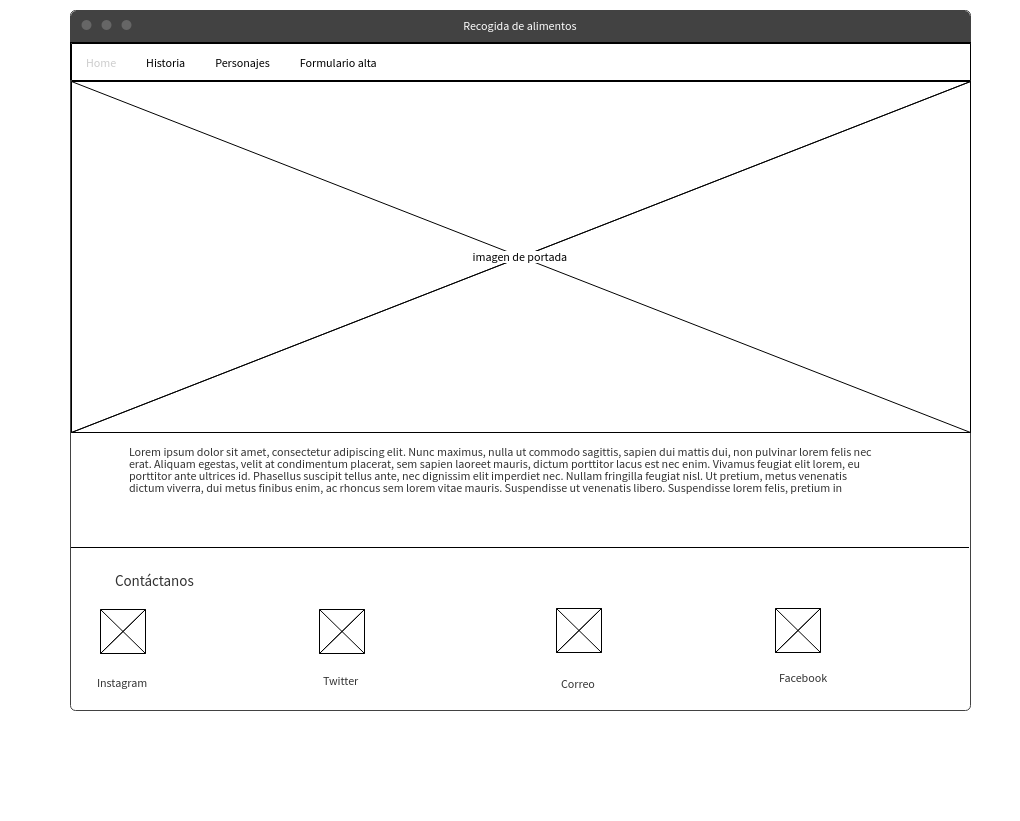 Recogida de alimentos
Home Historia Personajes Formulario alta
imagen de portada
Lorem ipsum dolor sit amet, consectetur adipiscing elit. Nunc maximus, nulla ut commodo sagittis, sapien dui mattis dui, non pulvinar lorem felis nec
erat. Aliquam egestas, velit at condimentum placerat, sem sapien laoreet mauris, dictum porttitor lacus est nec enim. Vivamus feugiat elit lorem, eu
porttitor ante ultrices id. Phasellus suscipit tellus ante, nec dignissim elit imperdiet nec. Nullam fringilla feugiat nisl. Ut pretium, metus venenatis
dictum viverra, dui metus finibus enim, ac rhoncus sem lorem vitae mauris. Suspendisse ut venenatis libero. Suspendisse lorem felis, pretium in
Contáctanos
Instagram Twitter Correo Facebook